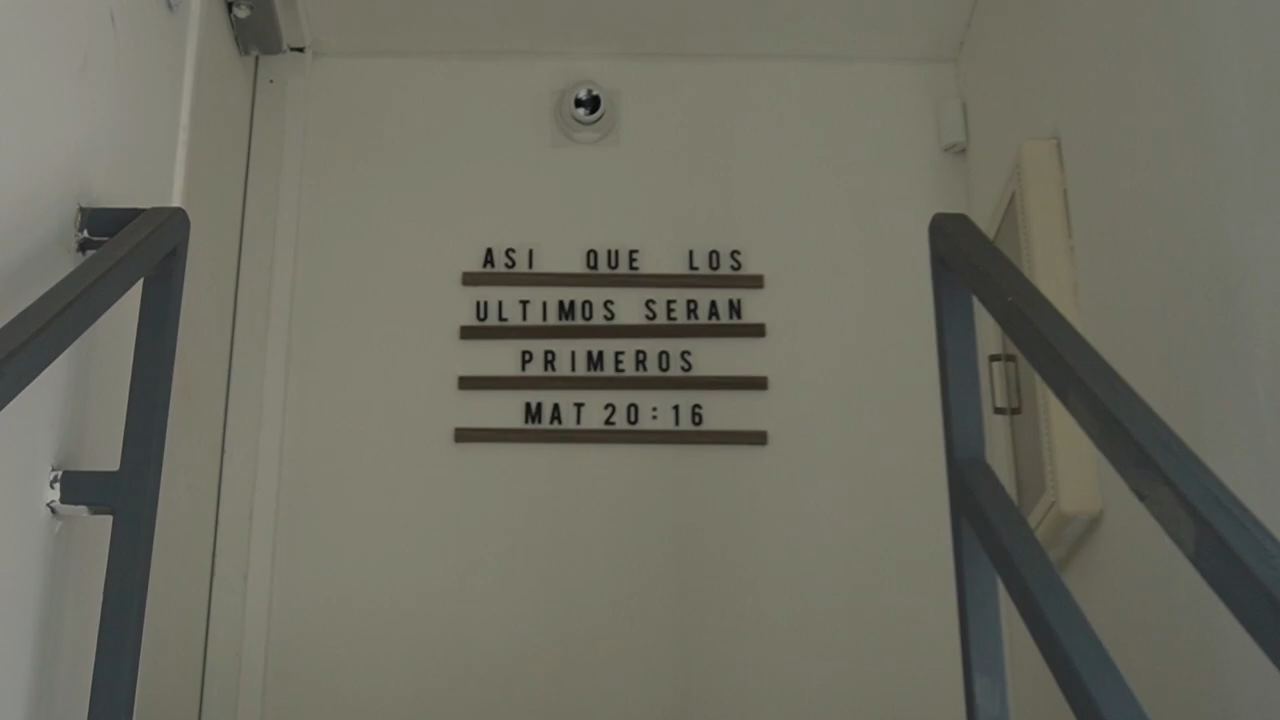 ASI QUE LOS
ULTIMOS SERAN
PRIMEROS
MAT 20:16